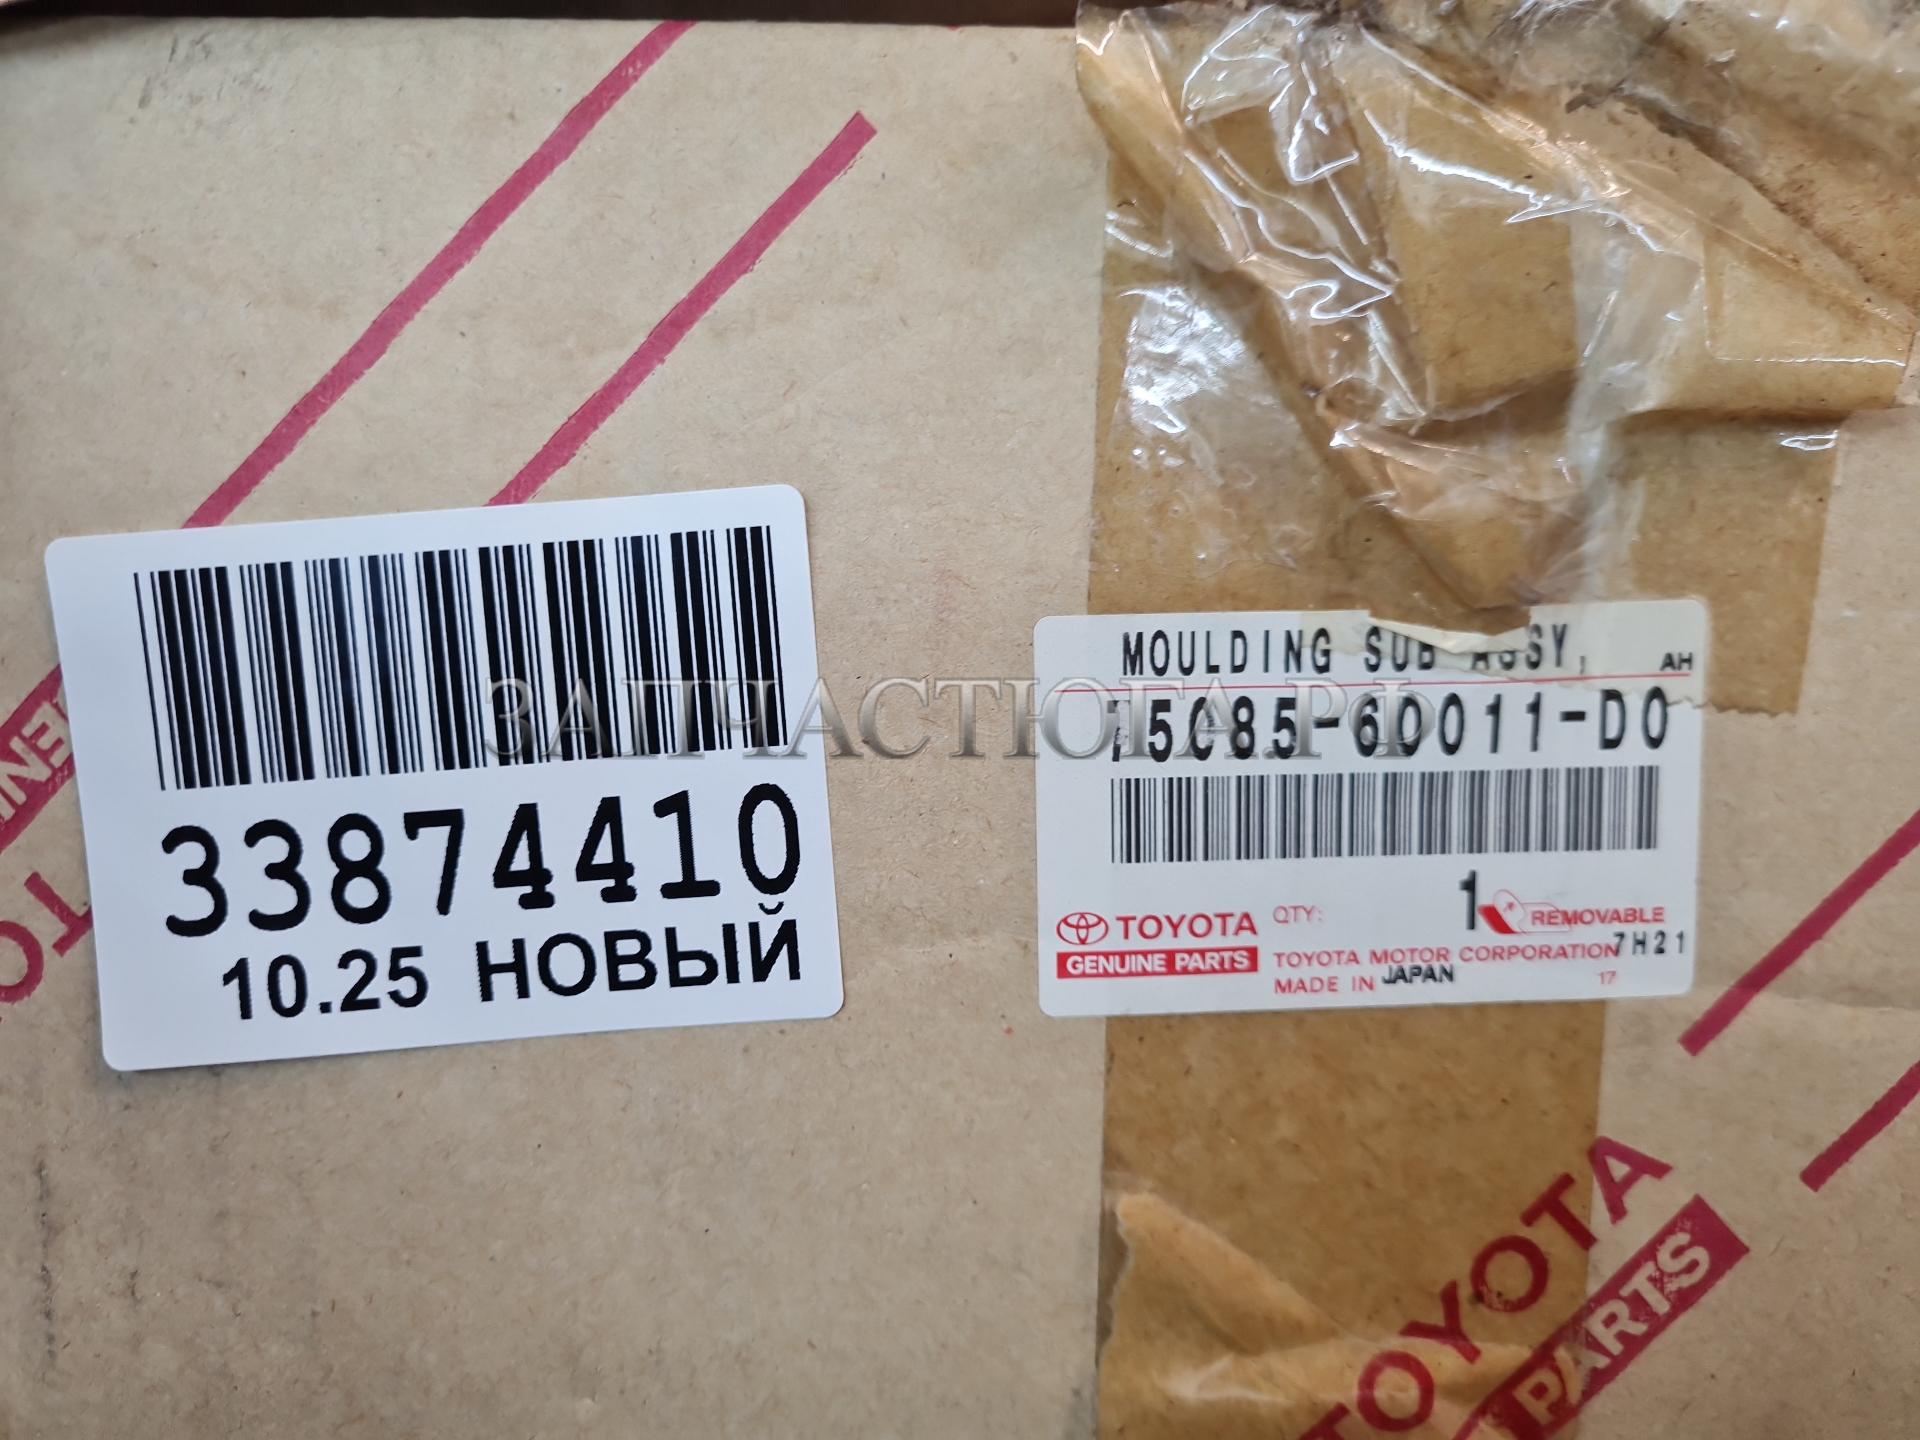 33874410
10.25 НОВЫЙ
ЗАПЧАСТЮГА.РФ
MOULDING SUB ASSY, AH
75085-60011-D0
TOYOTA
GENUINE PARTS
QTY: 1
REMOVABLE
TOYOTA MOTOR CORPORATION 7H21
MADE IN JAPAN 17
TOYOTA
PARTS